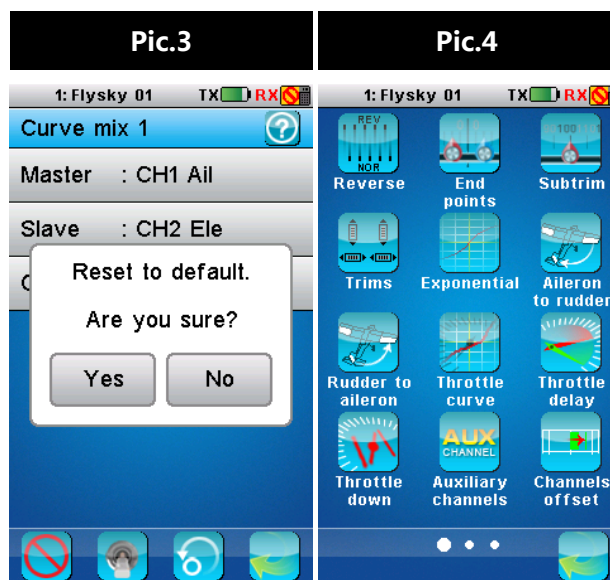 Pic.3
1: Flysky 01 TX RX
Curve mix 1 ?
Master : CH1 Ail
Slave : CH2 Ele
Reset to default.
Are you sure?
Yes No
Pic.4
1: Flysky 01 TX RX
REV
NOR
100
Reverse
End points
Subtrim
Trims
Exponential
Aileron to rudder
Rudder to aileron
Throttle curve
Throttle delay
AUX
CHANNEL
Throttle down
Auxiliary channels
Channels offset